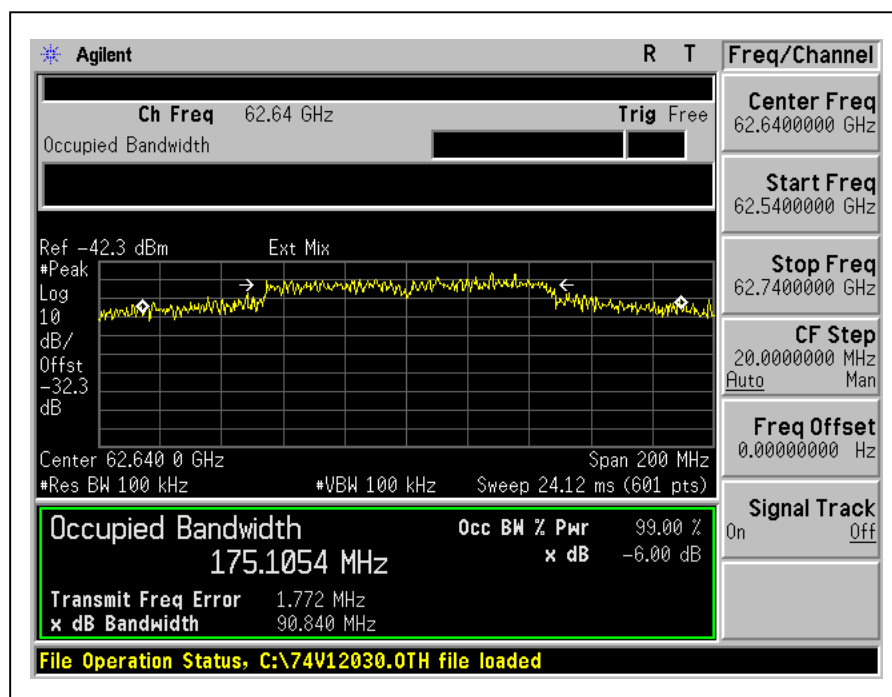 Agilent R T Freq/Channel
Ch Freq 62.64 GHz Trig Free
Occupied Bandwidth
Center Freq
62.6400000 GHz
Start Freq
62.5400000 GHz
Stop Freq
62.7400000 GHz
CF Step
20.0000000 MHz
Auto Man
Freq Offset
0.00000000 Hz
Signal Track
On Off
Ref -42.3 dBm Ext Mix
#Peak
Log
10
dB/
Offst
-32.3
dB
Center 62.640 0 GHz Span 200 MHz
#Res BW 100 kHz #VBW 100 kHz Sweep 24.12 ms (601 pts)
Occupied Bandwidth Occ BW % Pwr 99.00 %
175.1054 MHz x dB -6.00 dB
Transmit Freq Error 1.772 MHz
x dB Bandwidth 90.840 MHz
File Operation Status, C:\74V12030.OTH file loaded